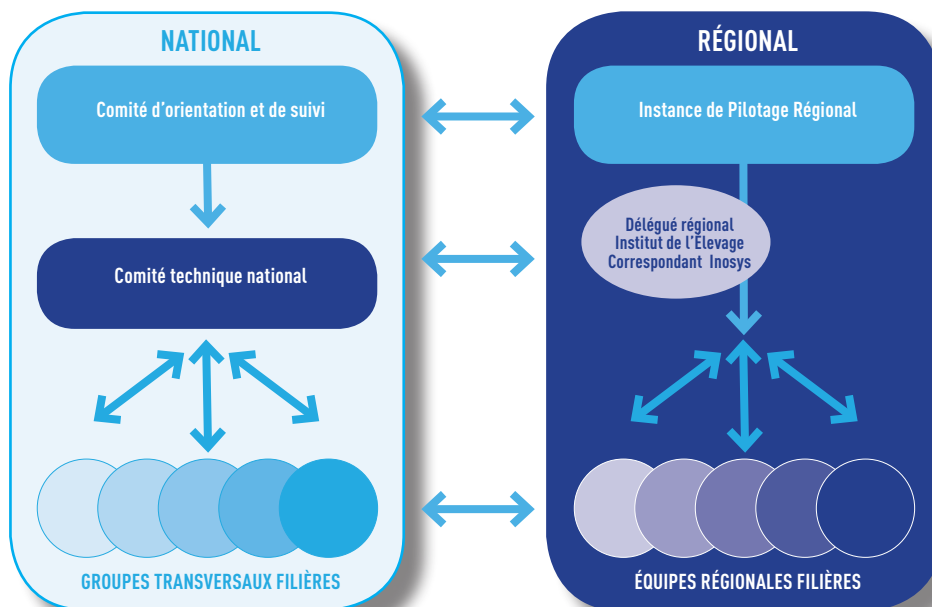 NATIONAL
Comité d'orientation et de suivi
Comité technique national
GROUPES TRANSVERSAUX FILIÈRES
RÉGIONAL
Instance de Pilotage Régional
Délégué régional
Institut de l'Élevage
Correspondant Inosys
ÉQUIPES RÉGIONALES FILIÈRES